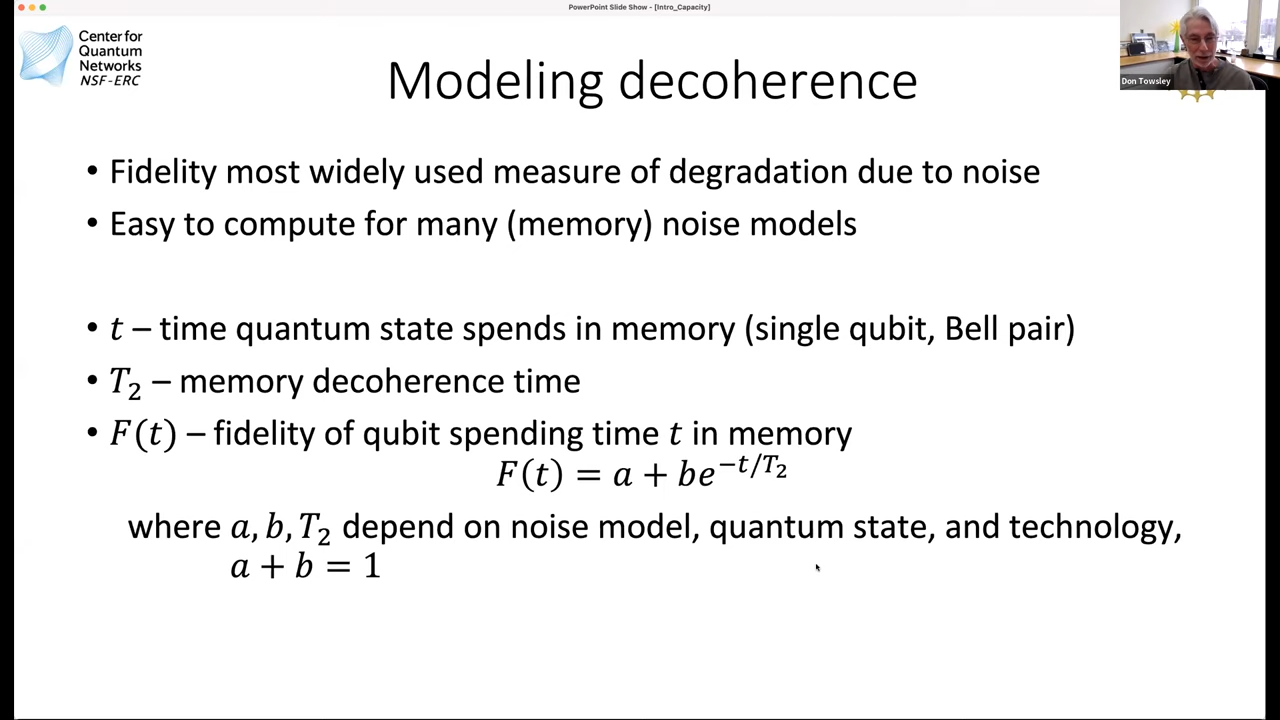 PowerPoint Slide Show - [Intro_Capacity]
Center for
Quantum
Networks
NSF-ERC
Don Towsley
Modeling decoherence
• Fidelity most widely used measure of degradation due to noise
• Easy to compute for many (memory) noise models
• t – time quantum state spends in memory (single qubit, Bell pair)
• T₂ – memory decoherence time
• F(t) – fidelity of qubit spending time t in memory
F(t) = a + be^{-t/T₂}
where a, b, T₂ depend on noise model, quantum state, and technology,
a + b = 1